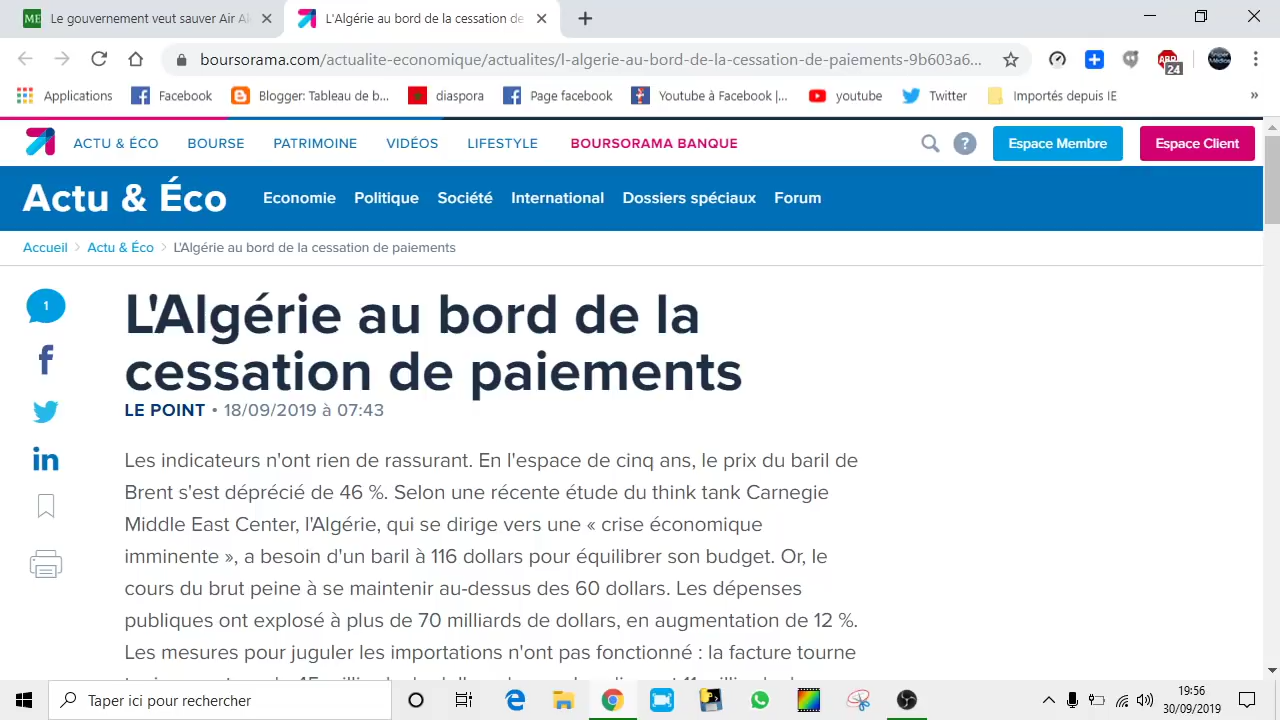 Le gouvernement veut sauver Air Al
L'Algérie au bord de la cessation de
boursorama.com/actualite-economique/actualites/l-algerie-au-bord-de-la-cessation-de-paiements-9b603a6...
24
Applications
Facebook
Blogger: Tableau de b...
diaspora
Page facebook
Youtube à Facebook |...
youtube
Twitter
Importés depuis IE
»
ACTU & ÉCO
BOURSE
PATRIMOINE
VIDÉOS
LIFESTYLE
BOURSORAMA BANQUE
?
Espace Membre
Espace Client
Actu & Éco
Economie
Politique
Société
International
Dossiers spéciaux
Forum
Accueil > Actu & Éco > L'Algérie au bord de la cessation de paiements
1
L'Algérie au bord de la
cessation de paiements
LE POINT • 18/09/2019 à 07:43
Les indicateurs n'ont rien de rassurant. En l'espace de cinq ans, le prix du baril de
Brent s'est déprécié de 46 %. Selon une récente étude du think tank Carnegie
Middle East Center, l'Algérie, qui se dirige vers une « crise économique
imminente », a besoin d'un baril à 116 dollars pour équilibrer son budget. Or, le
cours du brut peine à se maintenir au-dessus des 60 dollars. Les dépenses
publiques ont explosé à plus de 70 milliards de dollars, en augmentation de 12 %.
Les mesures pour juguler les importations n'ont pas fonctionné : la facture tourne
Taper ici pour rechercher
19:56
30/09/2019